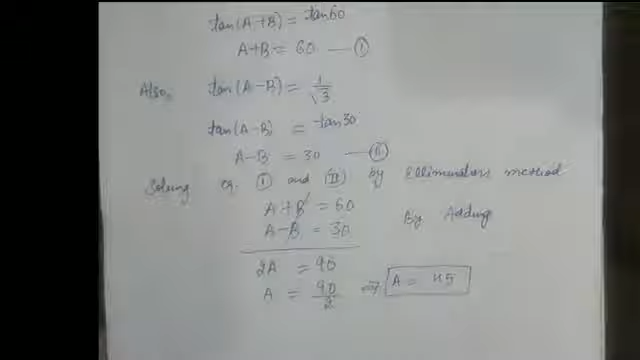 tan(A+B) = tan60
A+B = 60 — (I)
Also, tan(A-B) = 1/√3
tan(A-B) = tan30
A-B = 30 — (II)
Solving eq. (I) and (II) by Ellimination method
A+B = 60
A-B = 30
By Adding
2A = 90
A = 90/2 ⇒ A = 45